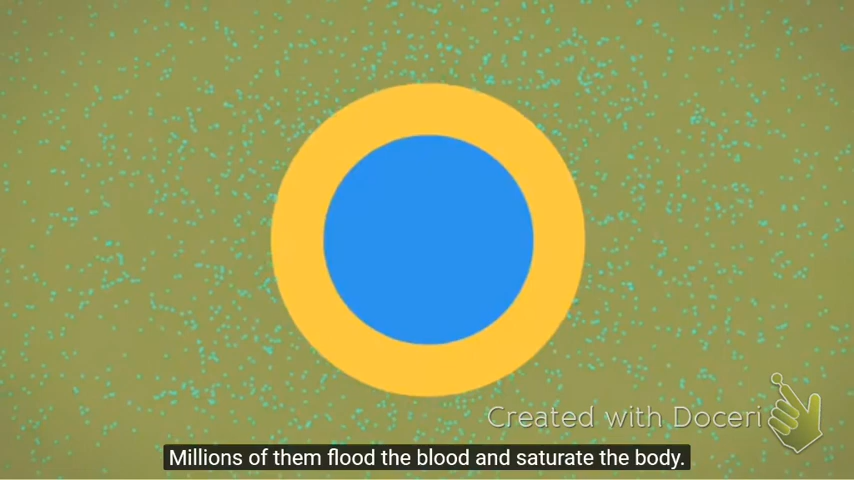 Created with Doceri
Millions of them flood the blood and saturate the body.